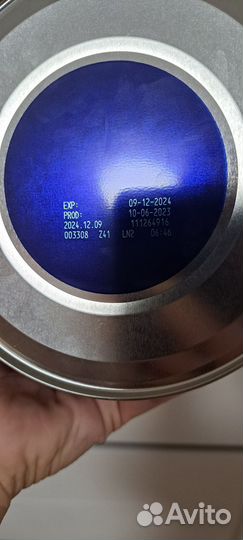 EXP: 09-12-2024
PROD: 10-06-2023
2024.12.09 111264916
003308 Z41 LN2 06:46
Avito